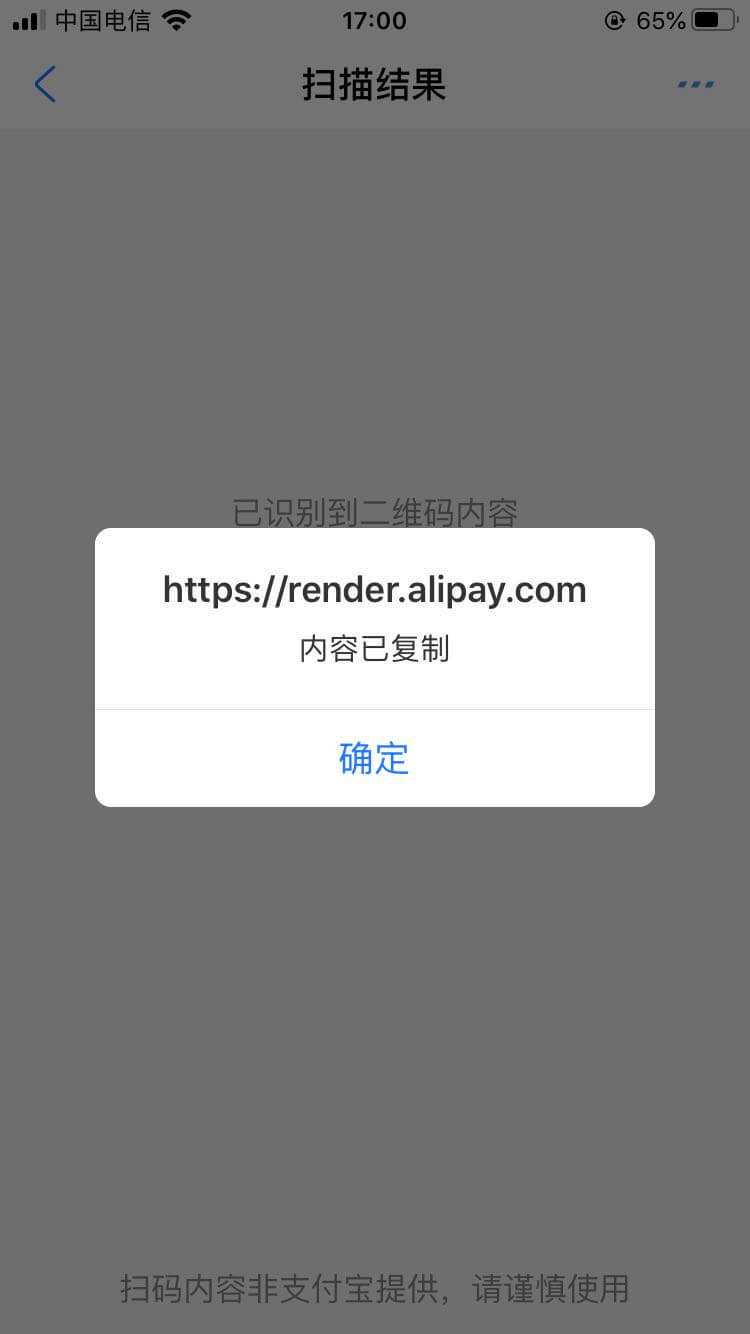 中国电信 17:00 65%
扫描结果
已识别到二维码内容
https://render.alipay.com
内容已复制
确定
扫码内容非支付宝提供，请谨慎使用